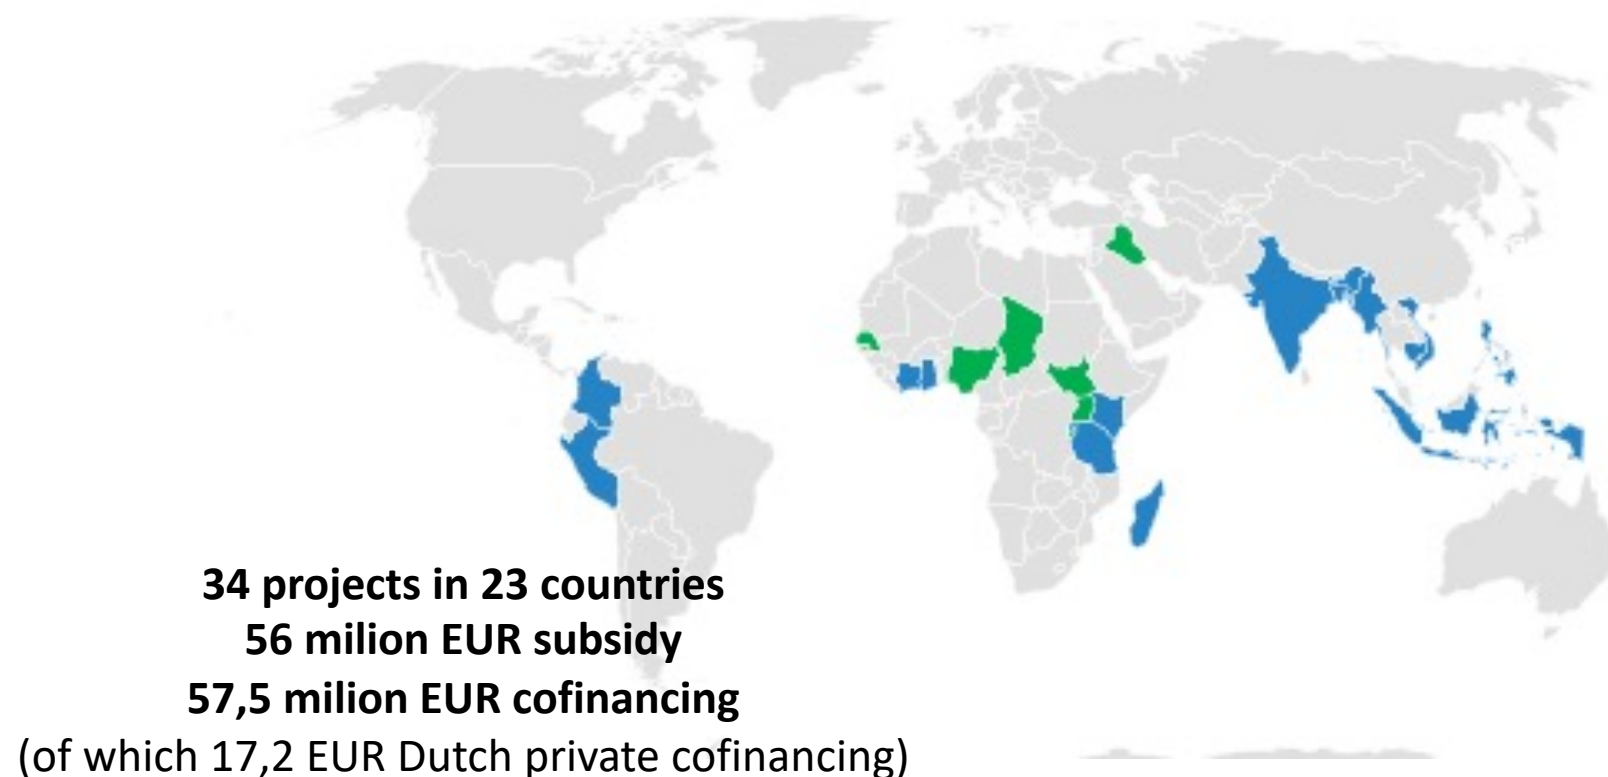 34 projects in 23 countries
56 milion EUR subsidy
57,5 milion EUR cofinancing
(of which 17,2 EUR Dutch private cofinancing)